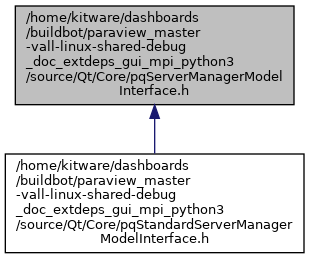 /home/kitware/dashboards
/buildbot/paraview_master
-vall-linux-shared-debug
_doc_extdeps_gui_mpi_python3
/source/Qt/Core/pqServerManagerModel
Interface.h
/home/kitware/dashboards
/buildbot/paraview_master
-vall-linux-shared-debug
_doc_extdeps_gui_mpi_python3
/source/Qt/Core/pqStandardServerManager
ModelInterface.h